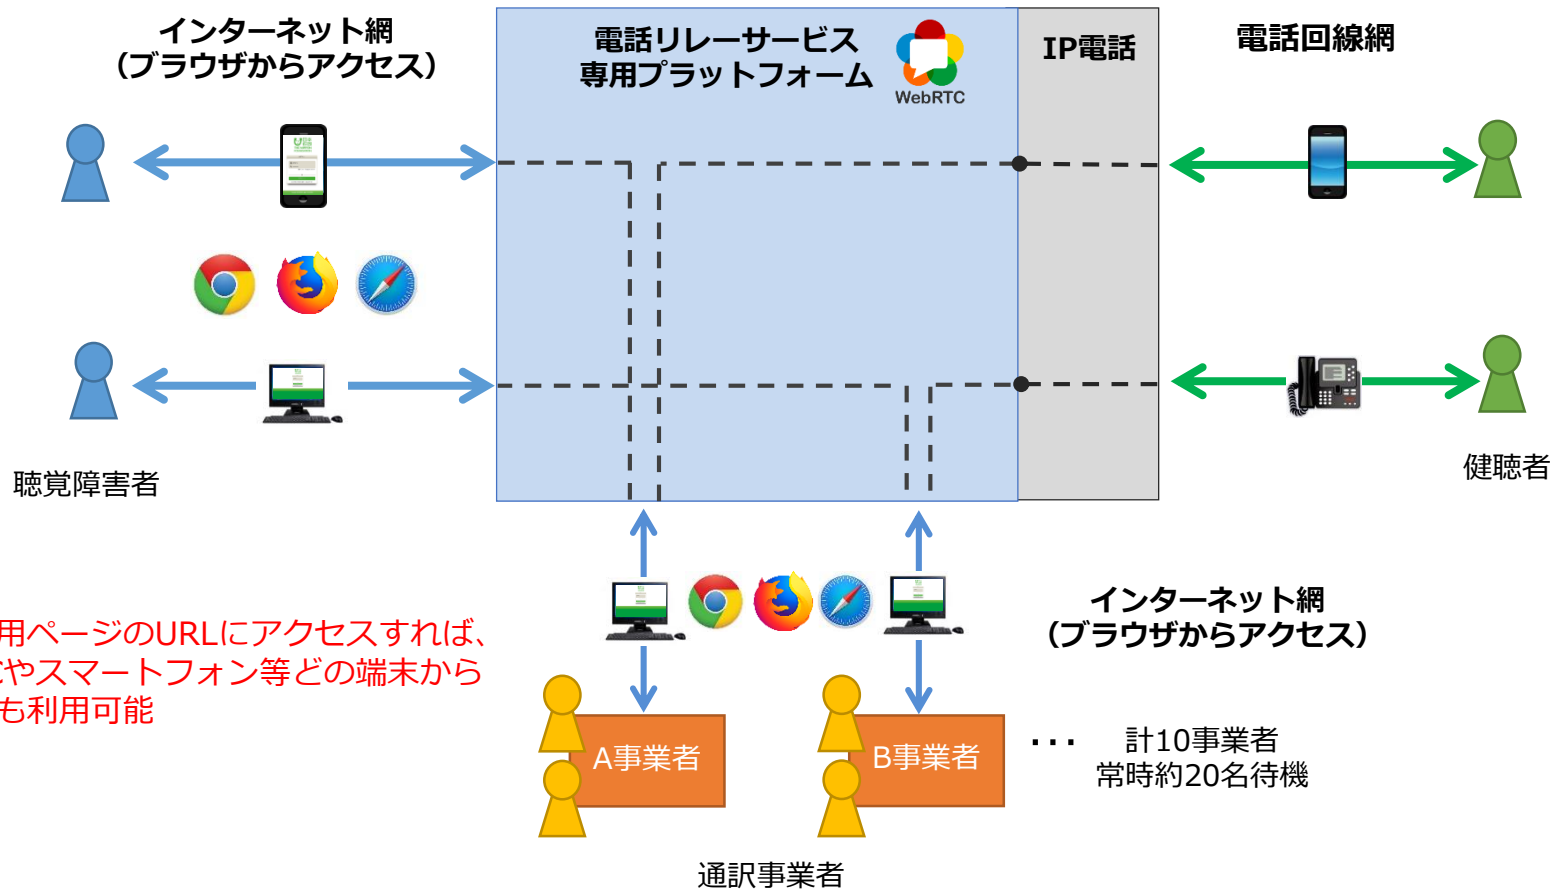 インターネット網
（ブラウザからアクセス）
電話リレーサービス
専用プラットフォーム
WebRTC
IP電話
電話回線網
聴覚障害者
健聴者
用ページのURLにアクセスすれば、
やスマートフォン等どの端末から
も利用可能
インターネット網
（ブラウザからアクセス）
A事業者
B事業者
･･･ 計10事業者
常時約20名待機
通訳事業者